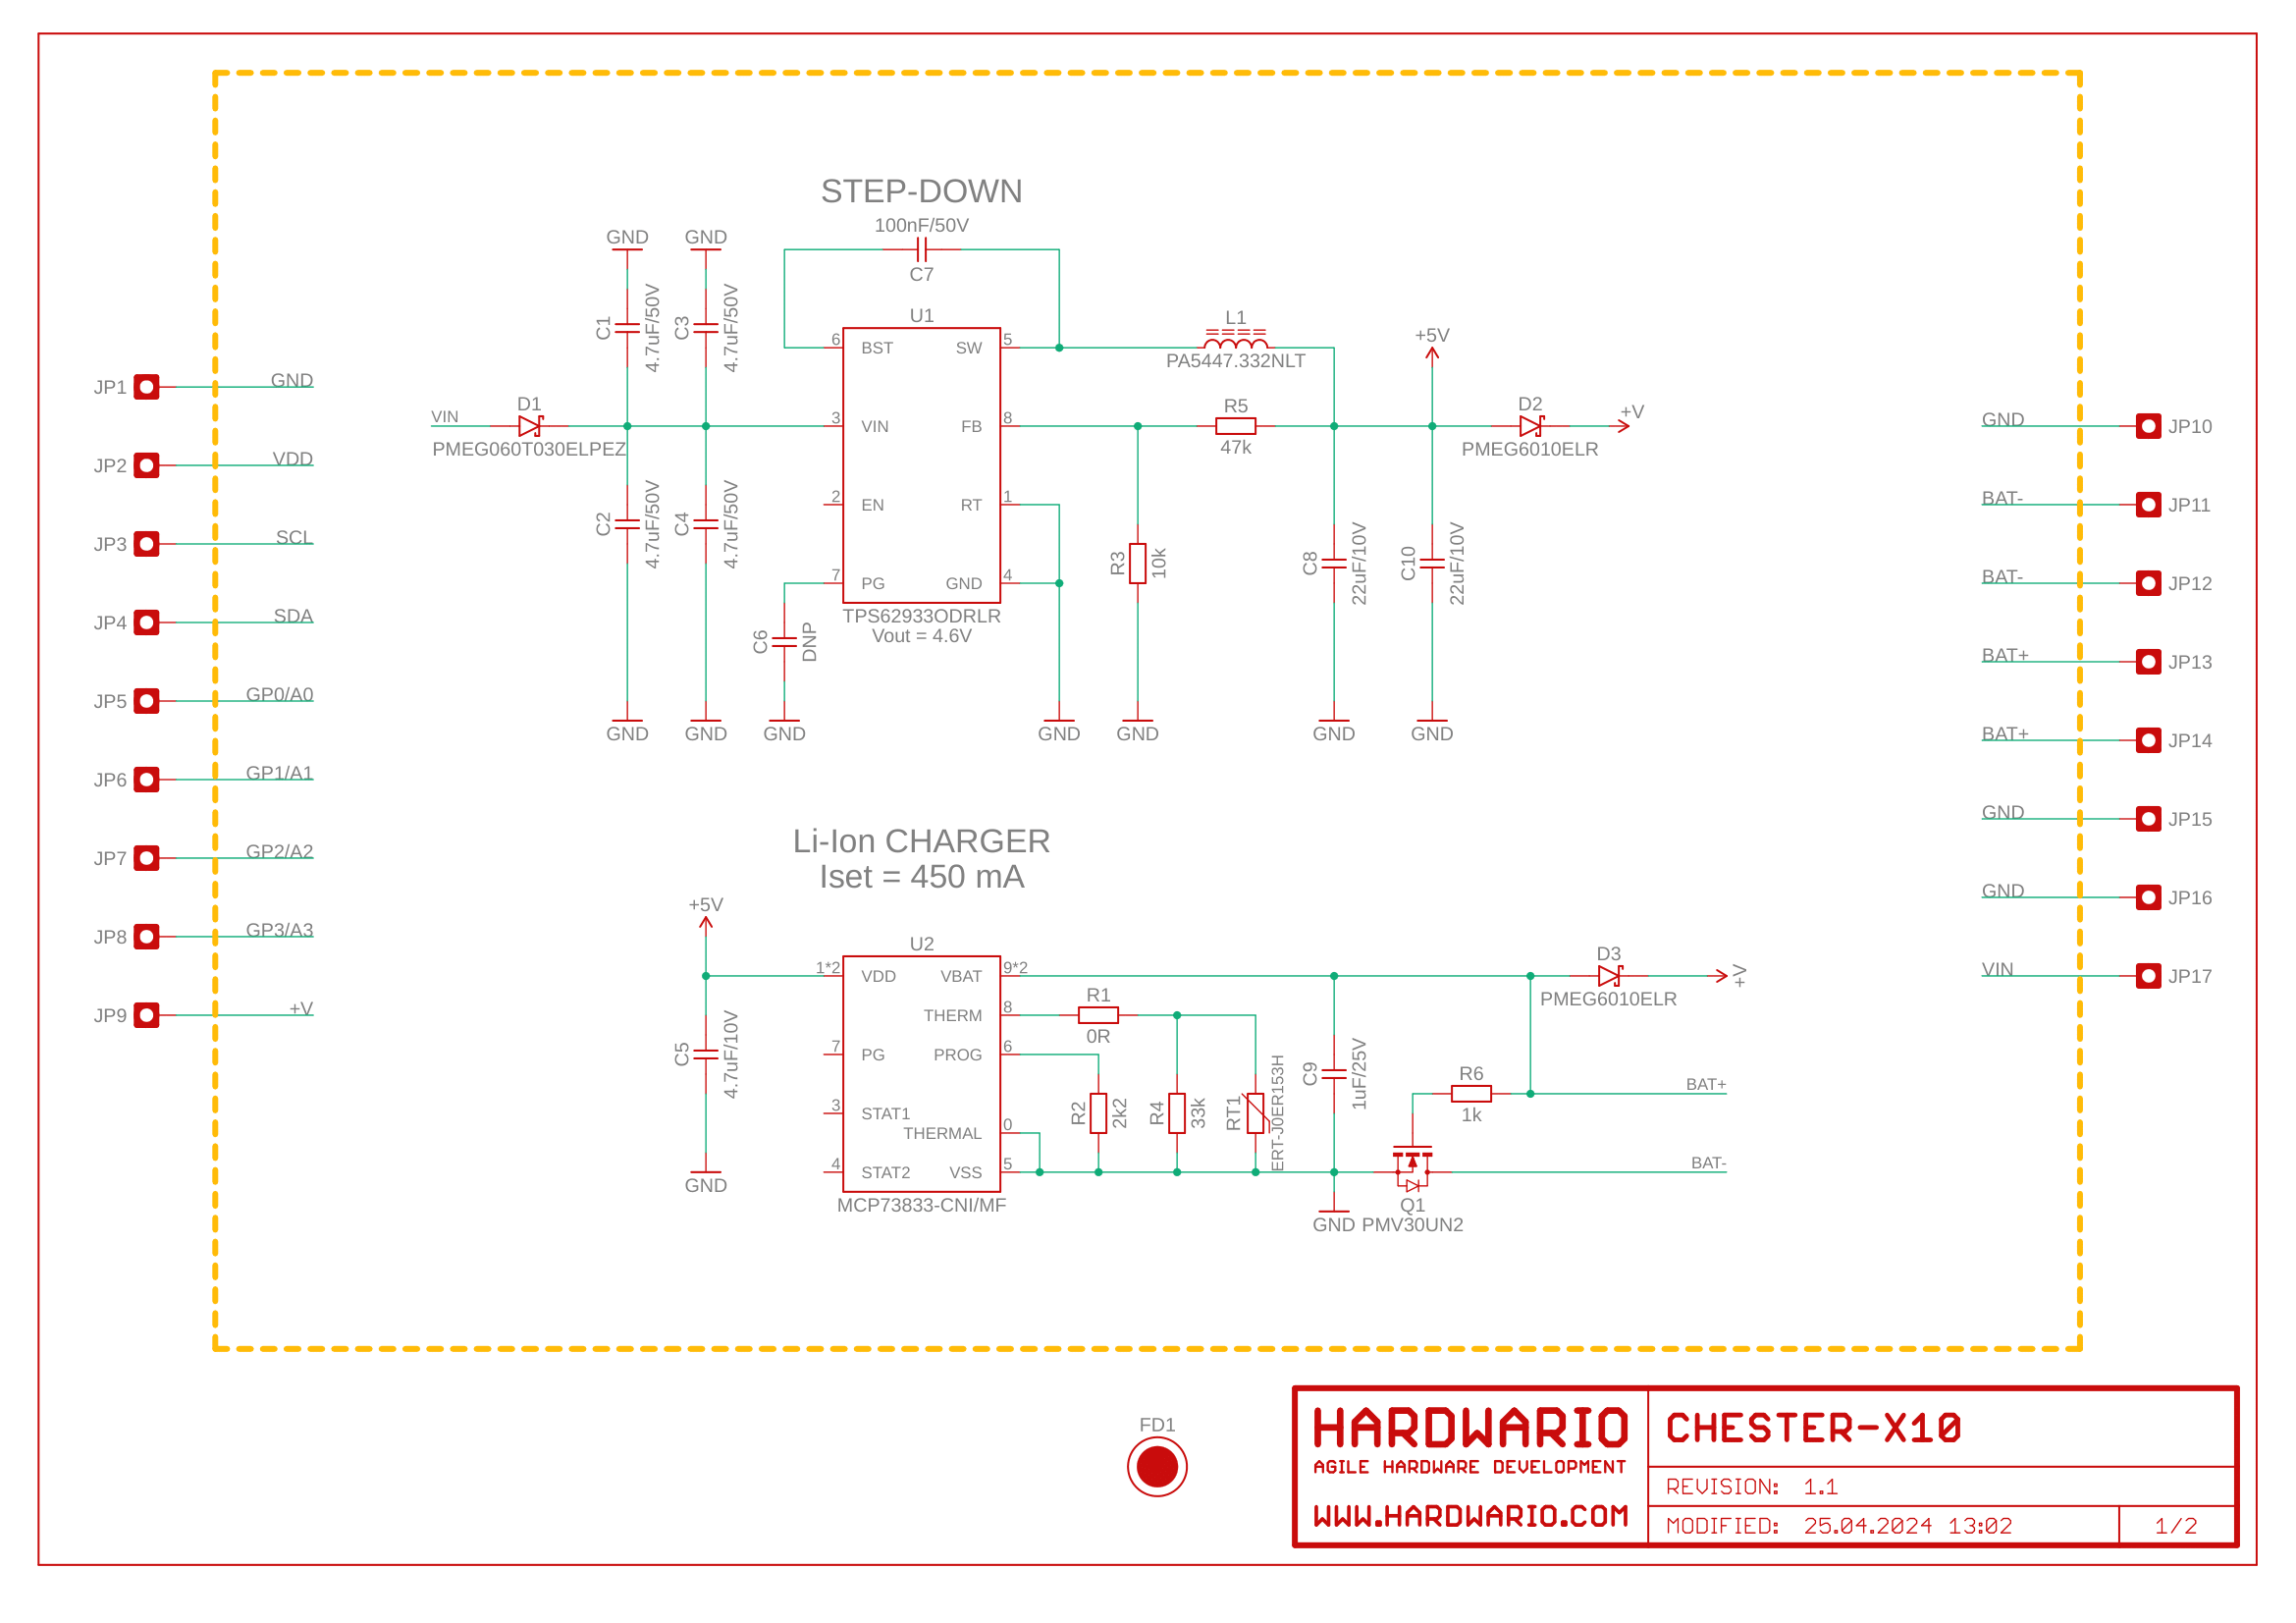 STEP-DOWN
100nF/50V
C7
GND
GND
C1
4.7uF/50V
C3
4.7uF/50V
U1
6
BST
SW
5
L1
PA5447.332NLT
+5V
VIN
D1
PMEG060T030ELPEZ
3
VIN
FB
8
R5
47k
D2
PMEG6010ELR
+V
C2
4.7uF/50V
C4
4.7uF/50V
2
EN
RT
1
7
PG
GND
4
TPS62933ODRLR
Vout = 4.6V
C6
DNP
R3
10k
C8
22uF/10V
C10
22uF/10V
GND
GND
GND
GND
GND
GND
GND
JP1
GND
JP2
VDD
JP3
SCL
JP4
SDA
JP5
GP0/A0
JP6
GP1/A1
JP7
GP2/A2
JP8
GP3/A3
JP9
+V
GND
JP10
BAT-
JP11
BAT-
JP12
BAT+
JP13
BAT+
JP14
GND
JP15
GND
JP16
VIN
JP17
Li-Ion CHARGER
Iset = 450 mA
+5V
U2
1*2
VDD
VBAT
9*2
D3
PMEG6010ELR
+V
THERM
8
R1
0R
7
PG
PROG
6
C5
4.7uF/10V
3
STAT1
THERMAL
0
4
STAT2
VSS
5
MCP73833-CNI/MF
GND
R2
2k2
R4
33k
RT1
ERT-J0ER153H
C9
1uF/25V
R6
1k
BAT+
BAT-
Q1
GND
PMV30UN2
FD1
HARDWARIO
AGILE HARDWARE DEVELOPMENT
WWW.HARDWARIO.COM
CHESTER-X10
REVISION: 1.1
MODIFIED: 25.04.2024 13:02
1/2